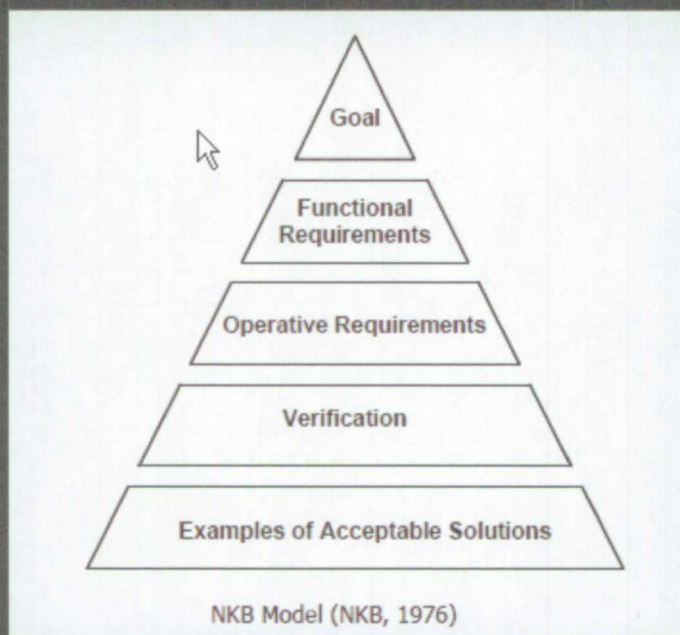 Goal
Functional
Requirements
Operative Requirements
Verification
Examples of Acceptable Solutions
NKB Model (NKB, 1976)